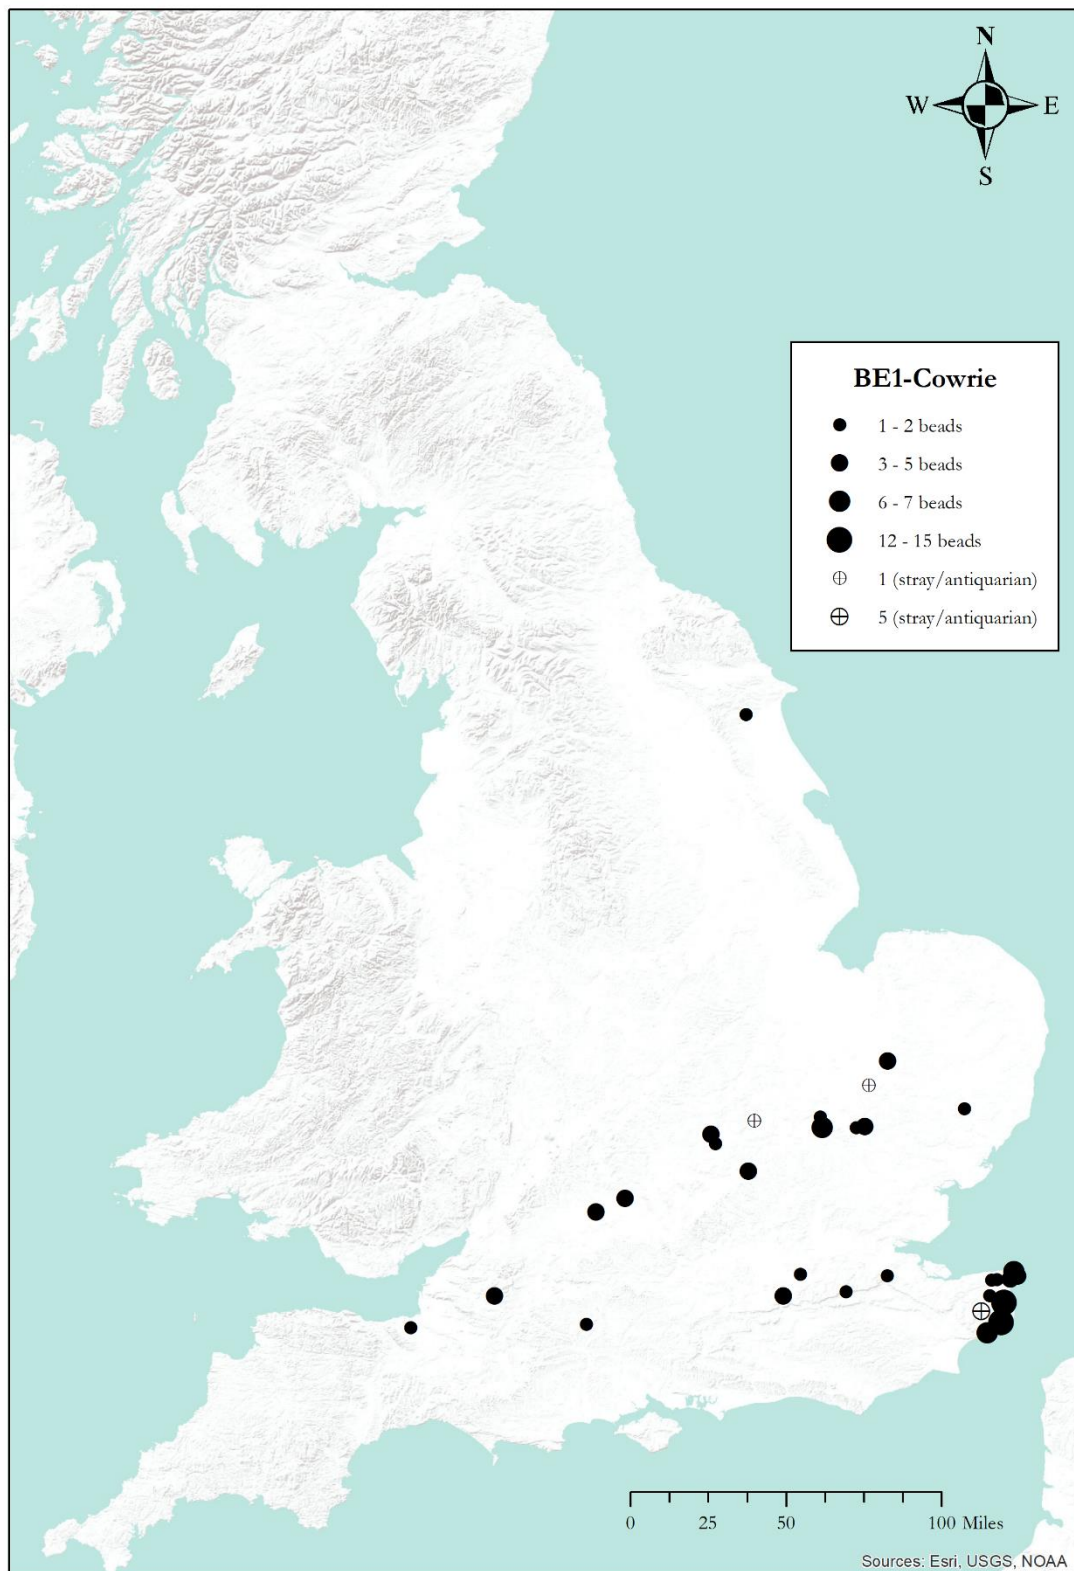 N
W E
S
BE1-Cowrie
1 - 2 beads
3 - 5 beads
6 - 7 beads
12 - 15 beads
1 (stray/antiquarian)
5 (stray/antiquarian)
0 25 50 100 Miles
Sources: Esri, USGS, NOAA